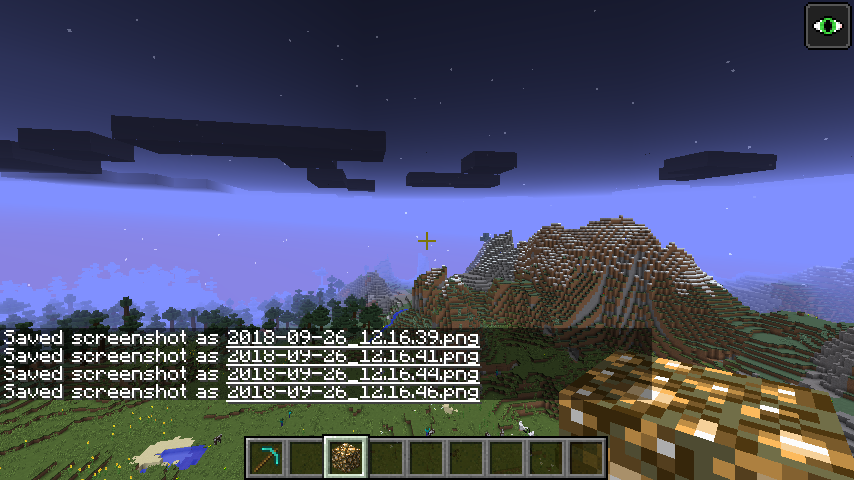 Saved screenshot as 2018-09-26_12.16.39.png
Saved screenshot as 2018-09-26_12.16.41.png
Saved screenshot as 2018-09-26_12.16.44.png
Saved screenshot as 2018-09-26_12.16.46.png